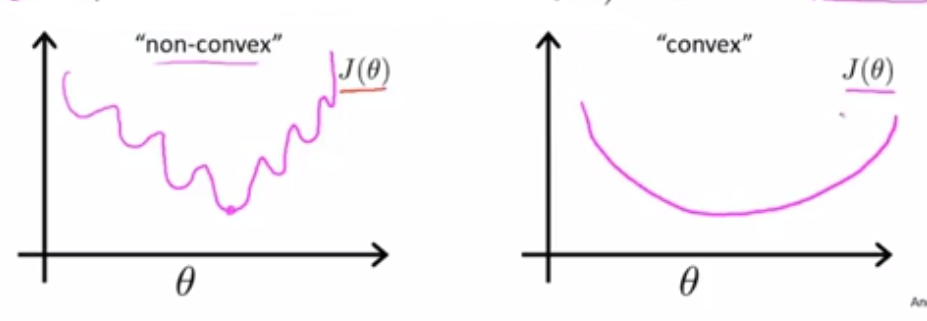 "non-convex"
J(θ)
θ
"convex"
J(θ)
θ